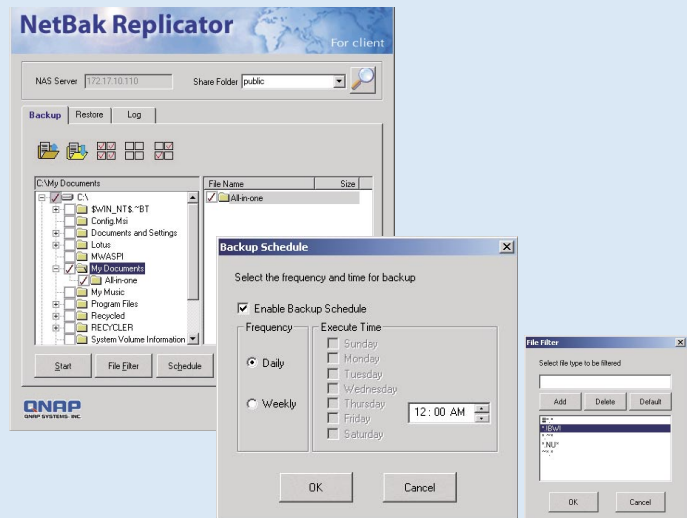 NetBak Replicator
For client
NAS Server 172.17.10.110 Share Folder public
Backup Restore Log
C:\My Documents
C:\
$WIN_NT$.~BT
Config.Msi
Documents and Settings
Lotus
MWASPI
My Documents
All-in-one
My Music
Program Files
Recycled
RECYCLER
System Volume Information
File Name Size
All-in-one
Start File Filter Schedule
QNAP
QNAP SYSTEMS INC.
Backup Schedule
Select the frequency and time for backup
Enable Backup Schedule
Frequency
Daily
Weekly
Execute Time
Sunday
Monday
Tuesday
Wednesday
Thursday
Friday
Saturday
12:00 AM
OK Cancel
File Filter
Select file type to be filtered
Add Delete Default
*.NU*
OK Cancel